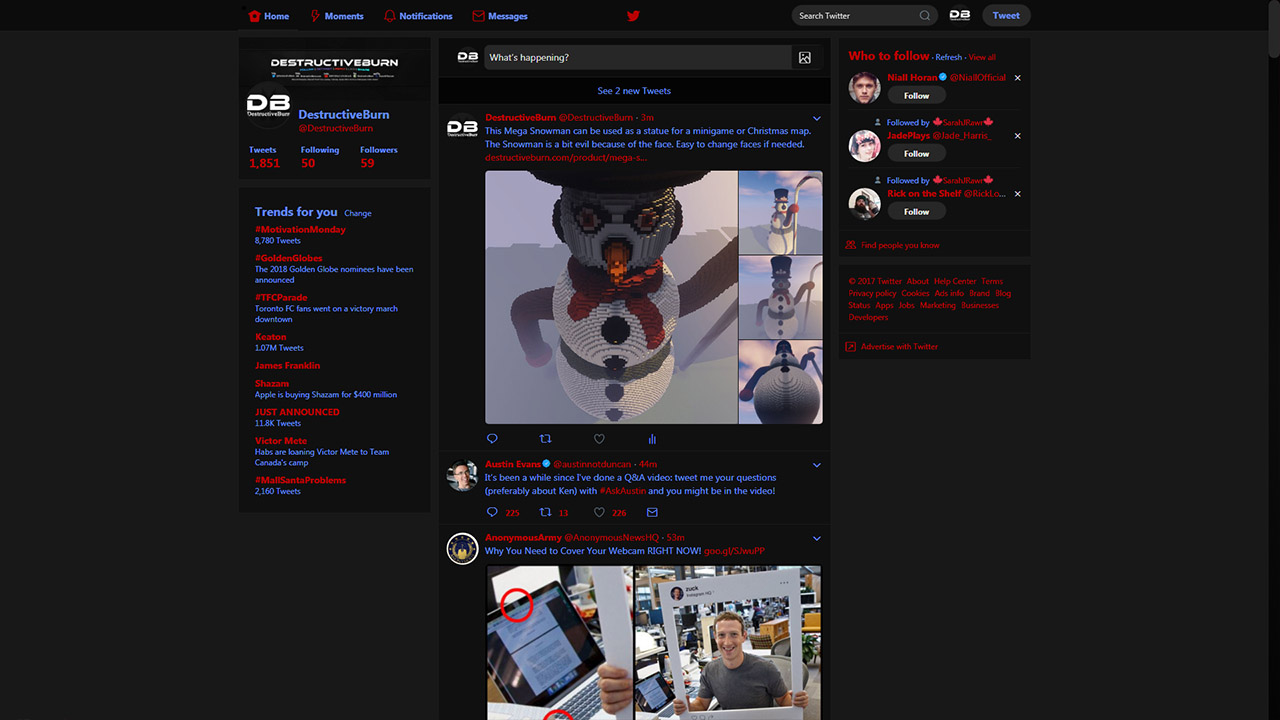 Home
Moments
Notifications
Messages
Search Twitter
DB
Tweet
DESTRUCTIVEBURN
DB
DestructiveBurn
DestructiveBurn
@DestructiveBurn
Tweets Following Followers
1,851 50 59
Trends for you Change
#MotivationMonday
8,780 Tweets
#GoldenGlobes
The 2018 Golden Globe nominees have been
announced
#TFCParade
Toronto FC fans went on a victory march
downtown
Keaton
1.07M Tweets
James Franklin
Shazam
Apple is buying Shazam for $400 million
JUST ANNOUNCED
11.8K Tweets
Victor Mete
Habs are loaning Victor Mete to Team
Canada's camp
#MallSantaProblems
2,160 Tweets
DB
What's happening?
See 2 new Tweets
DB
DestructiveBurn @DestructiveBurn · 3m
This Mega Snowman can be used as a statue for a minigame or Christmas map.
The Snowman is a bit evil because of the face. Easy to change faces if needed.
destructiveburn.com/product/mega-s...
Austin Evans @austinnotduncan · 44m
It's been a while since I've done a Q&A video: tweet me your questions
(preferably about Ken) with #AskAustin and you might be in the video!
225 13 226
AnonymousArmy @AnonymousNewsHQ · 53m
Why You Need to Cover Your Webcam RIGHT NOW! goo.gl/SJwuPP
zuck
Instagram HQ
Who to follow · Refresh · View all
Niall Horan @NiallOfficial
Follow
Followed by SarahJRawr
JadePlays @Jade_Harris_
Follow
Followed by SarahJRawr
Rick on the Shelf @RickLo...
Follow
Find people you know
© 2017 Twitter About Help Center Terms
Privacy policy Cookies Ads info Brand Blog
Status Apps Jobs Marketing Businesses
Developers
Advertise with Twitter